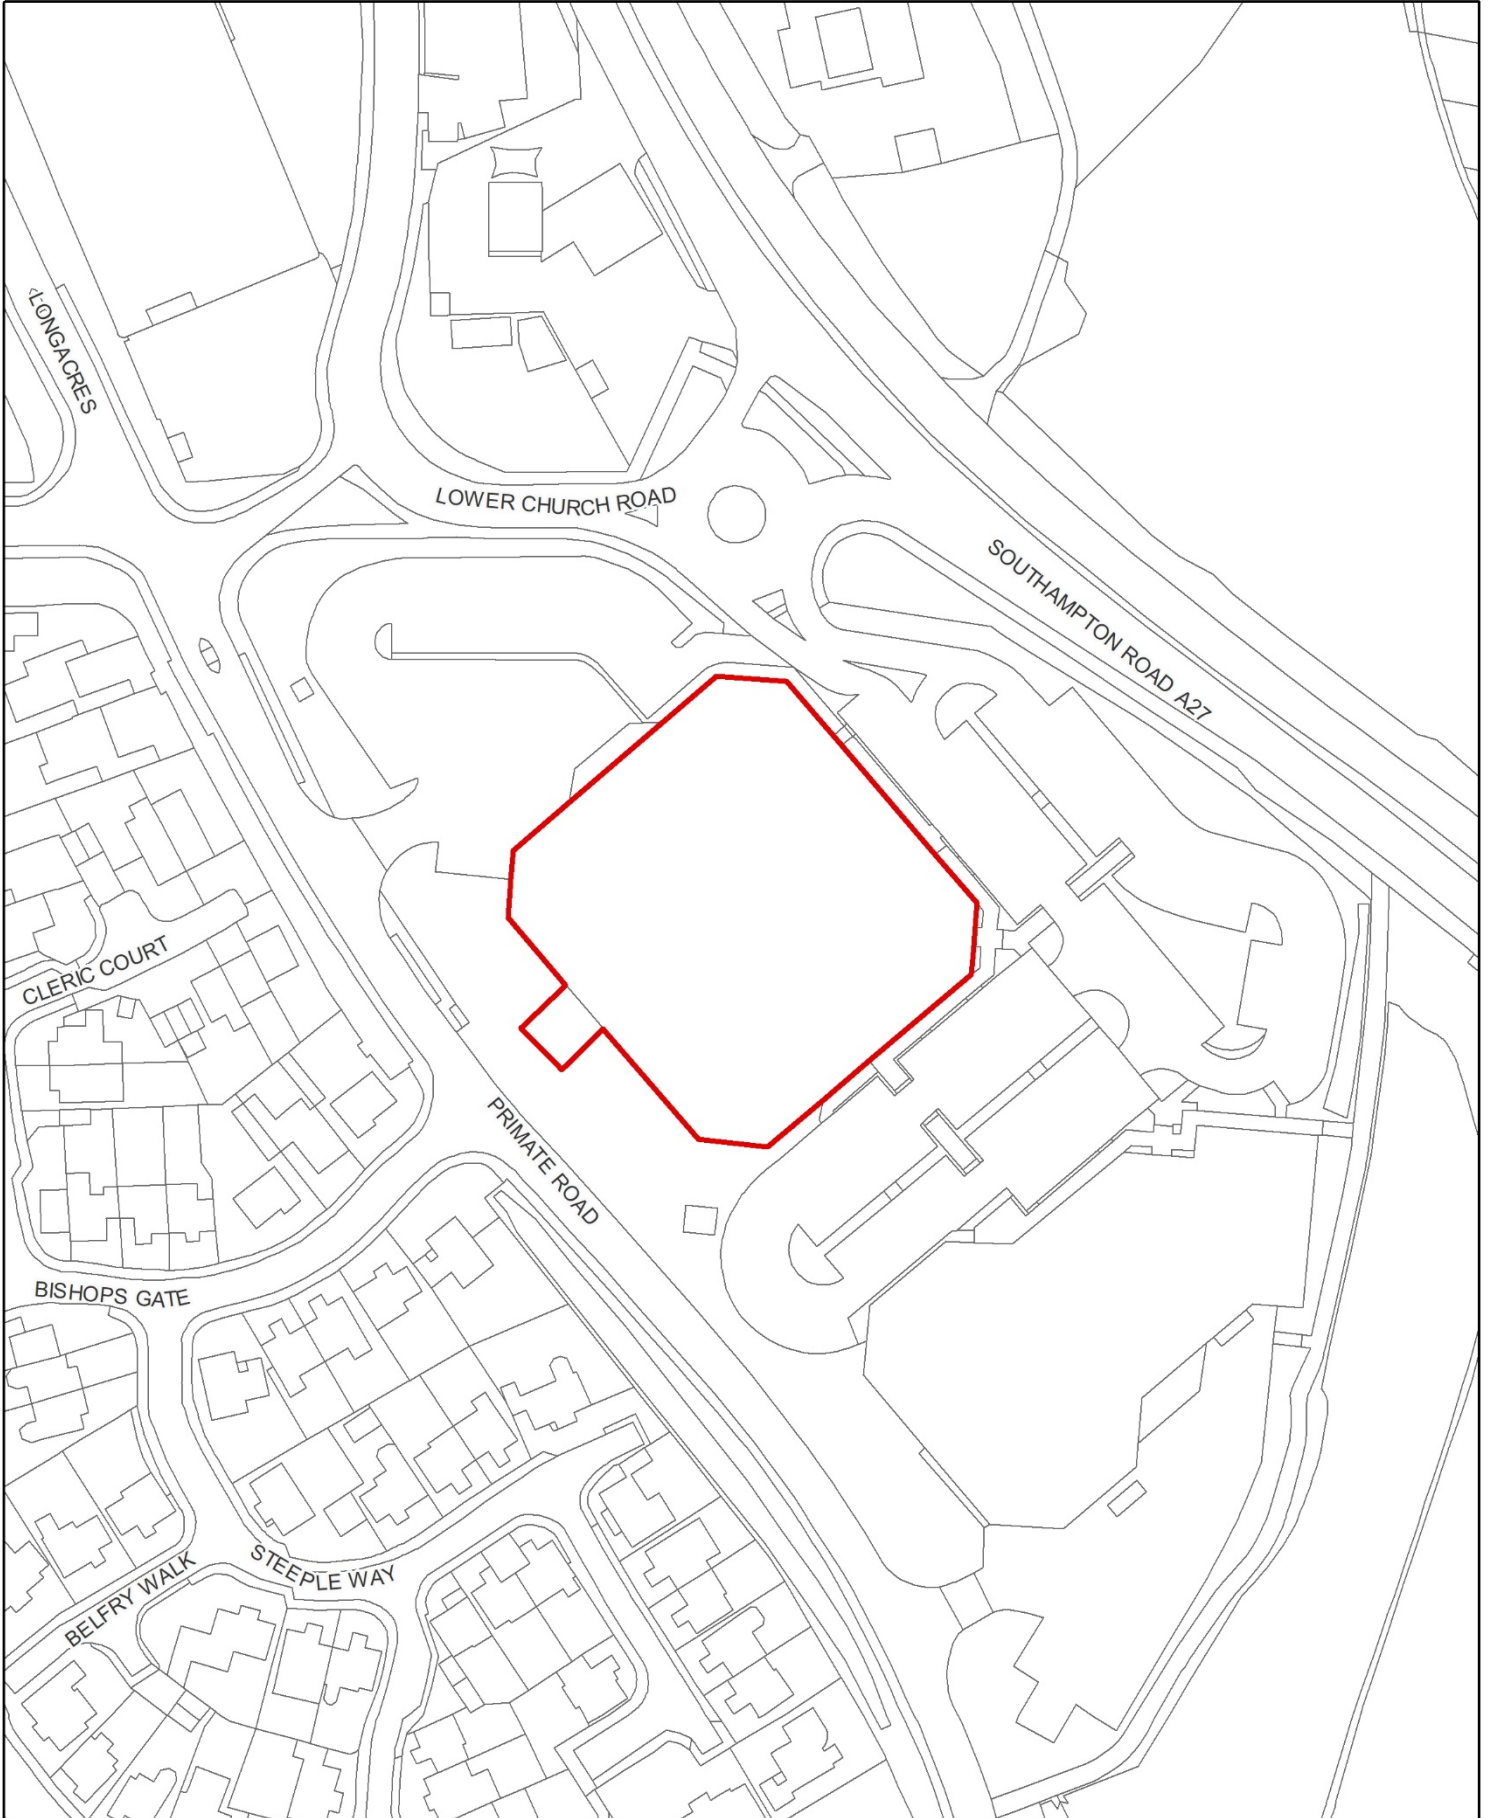 LONGACRES
LOWER CHURCH ROAD
SOUTHAMPTON ROAD A27
CLERIC COURT
PRIMATE ROAD
BISHOPS GATE
STEEPLE WAY
BELFRY WALK